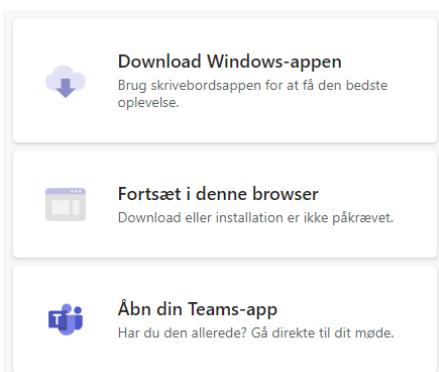 Download Windows-appen
Brug skrivebordsappen for at få den bedste
oplevelse.
Fortsæt i denne browser
Download eller installation er ikke påkrævet.
T
Åbn din Teams-app
Har du den allerede? Gå direkte til dit møde.